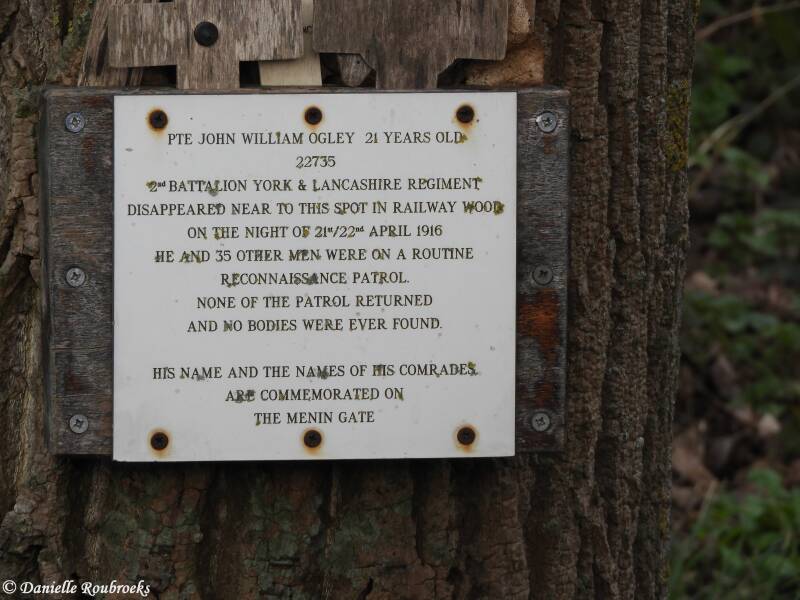 PTE JOHN WILLIAM OGLEY 21 YEARS OLD
22735
2nd BATTALION YORK & LANCASHIRE REGIMENT
DISAPPEARED NEAR TO THIS SPOT IN RAILWAY WOOD
ON THE NIGHT OF 21st/22nd APRIL 1916
HE AND 35 OTHER MEN WERE ON A ROUTINE
RECONNAISSANCE PATROL.
NONE OF THE PATROL RETURNED
AND NO BODIES WERE EVER FOUND.
HIS NAME AND THE NAMES OF HIS COMRADES
ARE COMMEMORATED ON
THE MENIN GATE
© Danielle Roubroeks